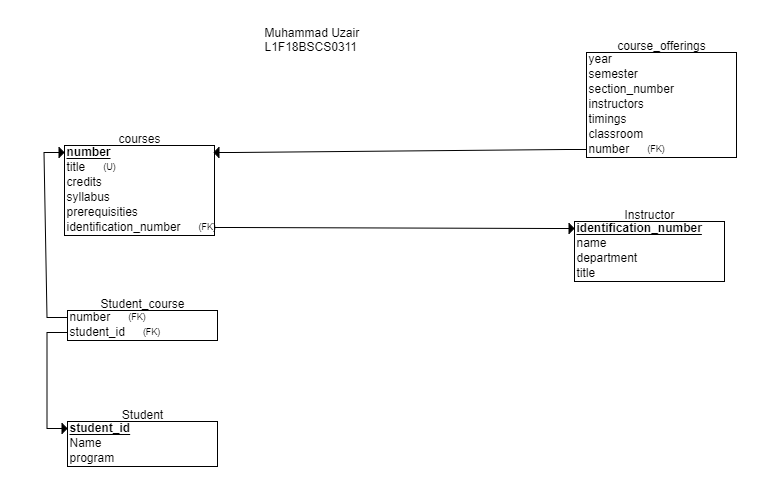 Muhammad Uzair
L1F18BSCS0311
course_offerings
year
semester
section_number
instructors
timings
classroom
number (FK)
courses
number
title (U)
credits
syllabus
prerequisities
identification_number (FK)
Instructor
identification_number
name
department
title
Student_course
number (FK)
student_id (FK)
Student
student_id
Name
program